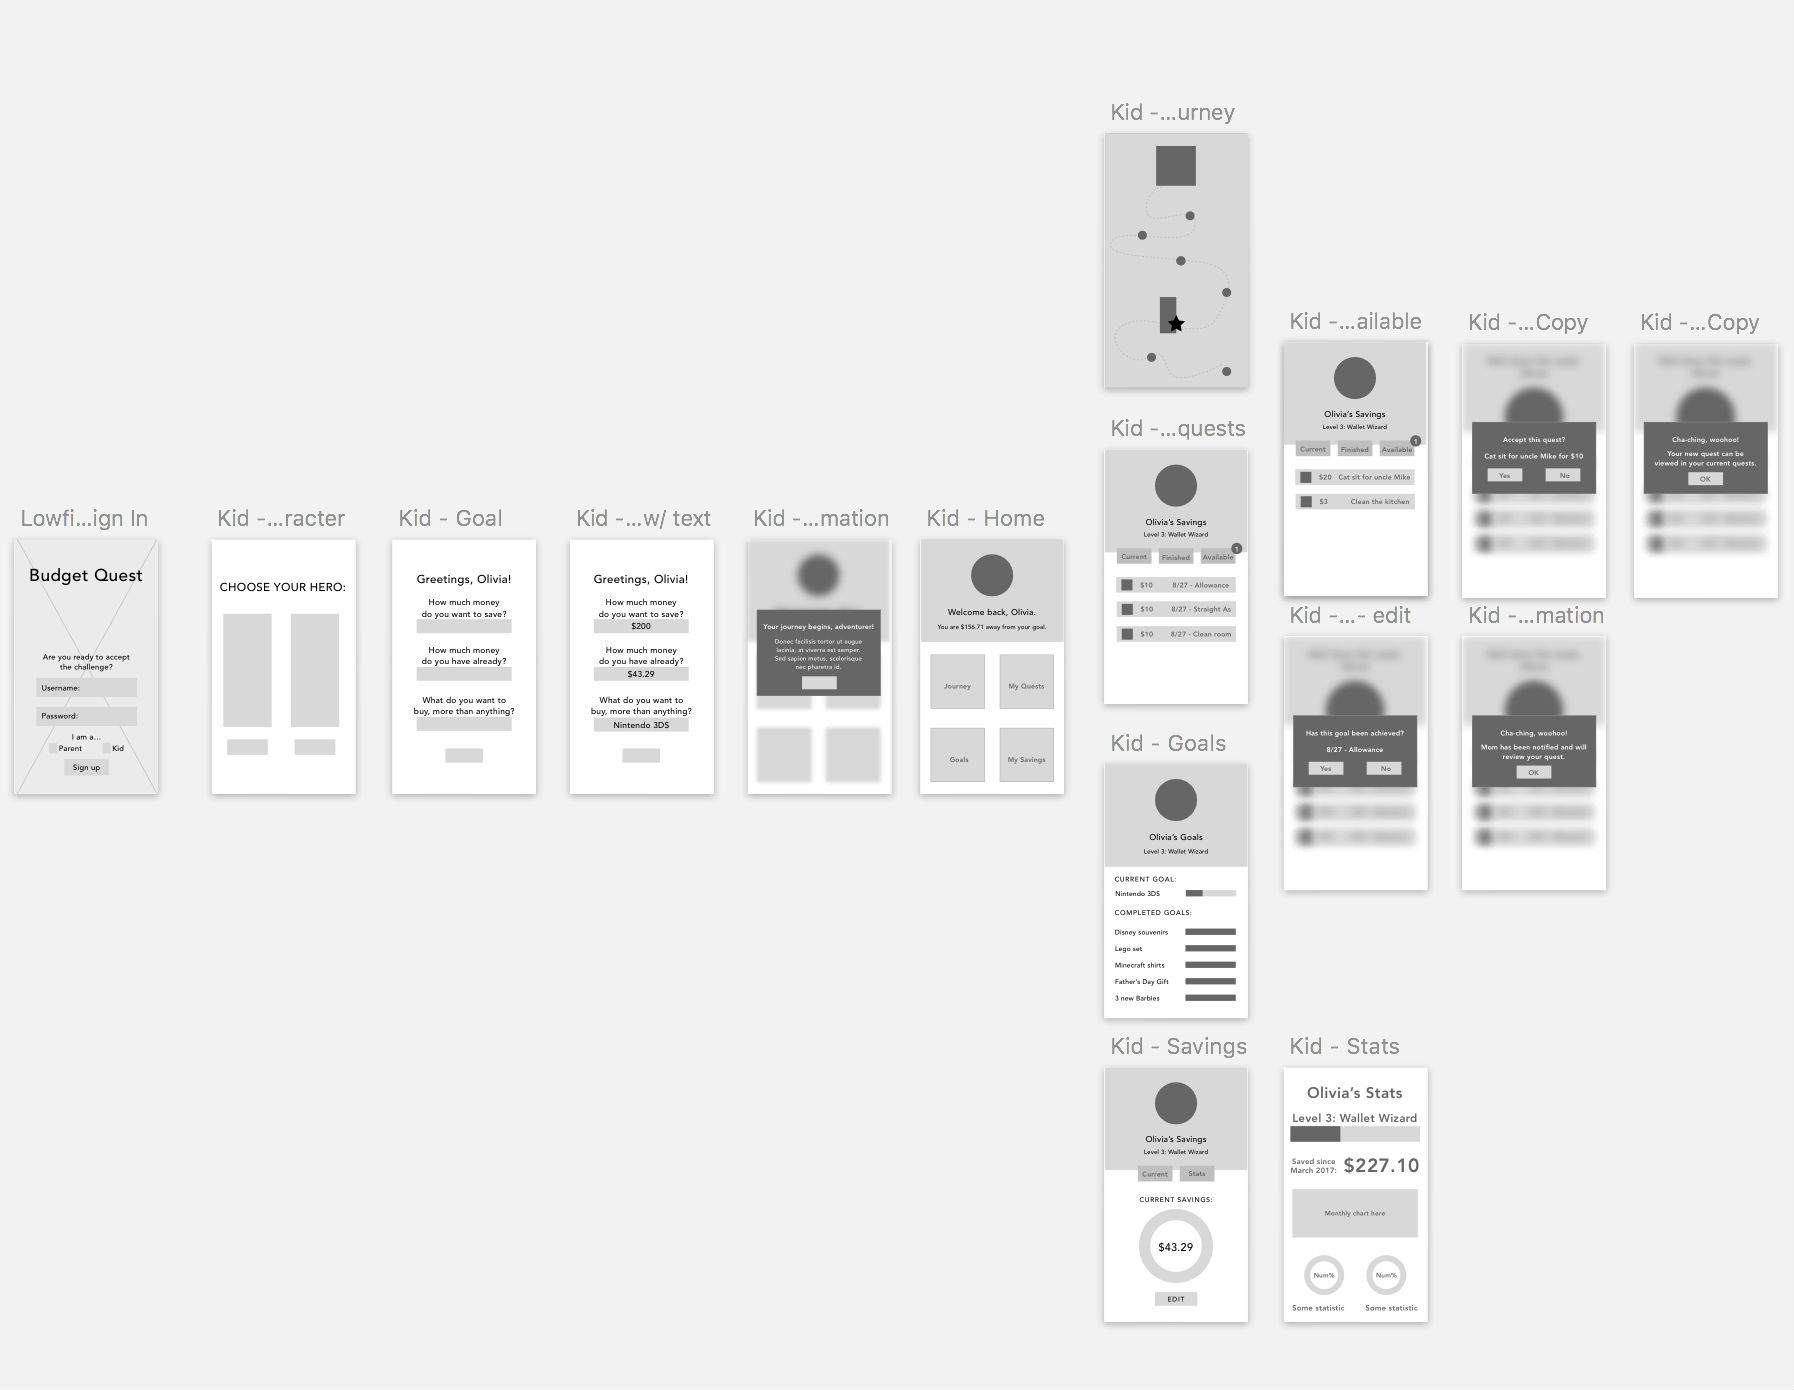 Kid -...urney
Kid -...ailable
Olivia's Savings
Level 3: Wallet Wizard
1
Current
Finished
Available
$20 Cat sit for uncle Mike
$3 Clean the kitchen
Kid -...Copy
Accept this quest?
Cat sit for uncle Mike for $10
Yes
No
Kid -...Copy
Cha-ching, woohoo!
Your new quest can be
viewed in your current quests.
OK
Kid -...quests
Olivia's Savings
Level 3: Wallet Wizard
1
Current
Finished
Available
$10 8/27 - Allowance
$10 8/27 - Straight As
$10 8/27 - Clean room
Lowfi...ign In
Budget Quest
Are you ready to accept
the challenge?
Username:
Password:
I am a...
Parent
Kid
Sign up
Kid -...racter
CHOOSE YOUR HERO:
Kid - Goal
Greetings, Olivia!
How much money
do you want to save?
How much money
do you have already?
What do you want to
buy, more than anything?
Kid -...w/ text
Greetings, Olivia!
How much money
do you want to save?
$200
How much money
do you have already?
$43.29
What do you want to
buy, more than anything?
Nintendo 3DS
Kid -...mation
Your journey begins, adventurer!
Donec facilisis tortor ut augue
lacinia, at viverra est semper.
Sed sapien metus, scelerisque
nec pharetra id.
Kid - Home
Welcome back, Olivia.
You are $156.71 away from your goal.
Journey
My Quests
Goals
My Savings
Kid -...- edit
Has this goal been achieved?
8/27 - Allowance
Yes
No
Kid -...mation
Cha-ching, woohoo!
Mom has been notified and will
review your quest.
OK
Kid - Goals
Olivia's Goals
Level 3: Wallet Wizard
CURRENT GOAL:
Nintendo 3DS
COMPLETED GOALS:
Disney souvenirs
Lego set
Minecraft shirts
Father's Day Gift
3 new Barbies
Kid - Savings
Olivia's Savings
Level 3: Wallet Wizard
Current
Stats
CURRENT SAVINGS:
$43.29
EDIT
Kid - Stats
Olivia's Stats
Level 3: Wallet Wizard
Saved since
March 2017:
$227.10
Monthly chart here
Num%
Num%
Some statistic
Some statistic